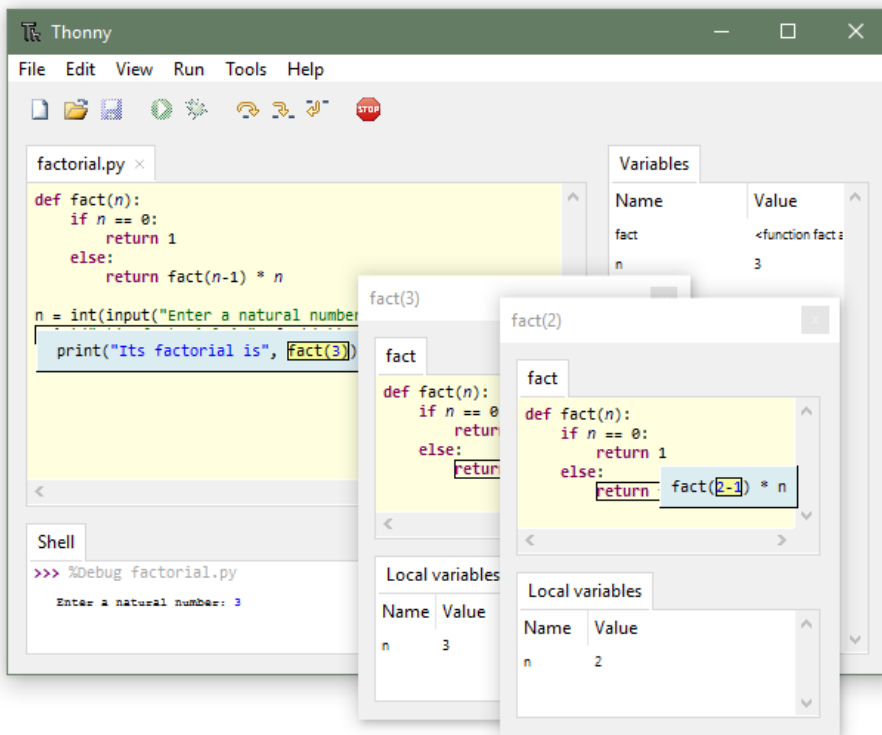 Thonny
File Edit View Run Tools Help
STOP
factorial.py
def fact(n):
if n == 0:
return 1
else:
return fact(n-1) * n
n = int(input("Enter a natural number
print("Its factorial is", fact(3))
Shell
>>> %Debug factorial.py
Enter a natural number: 3
Variables
Name Value
fact <function fact a
n 3
fact(3)
fact
def fact(n):
if n == 0
retur
else:
retur
Local variables
Name Value
n 3
fact(2)
fact
def fact(n):
if n == 0:
return 1
else:
return fact(2-1) * n
Local variables
Name Value
n 2